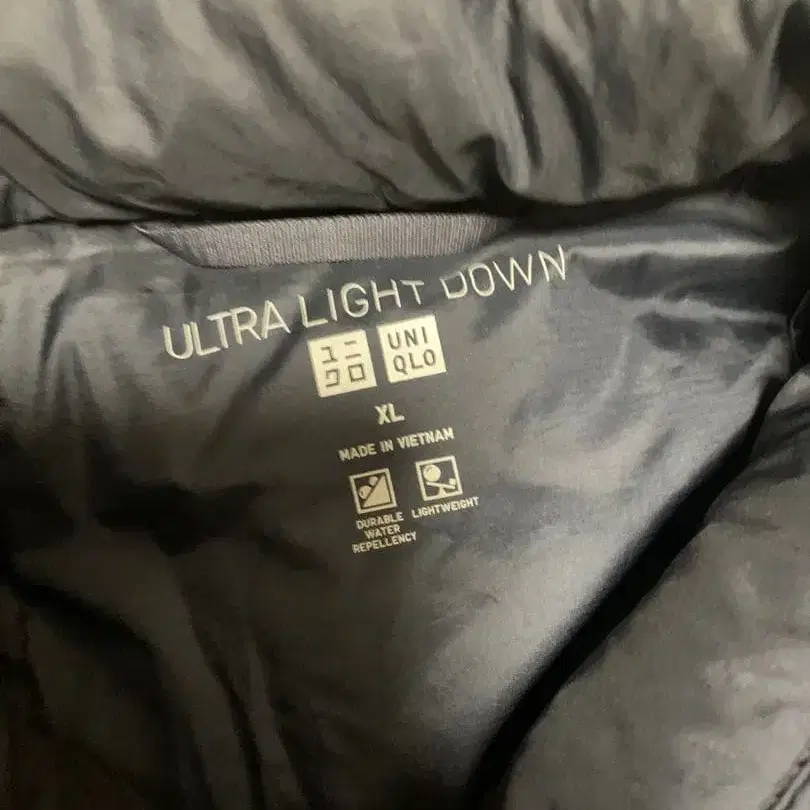 ULTRA LIGHT DOWN
ユニ UNI
クロ QLO
XL
MADE IN VIETNAM
DURABLE LIGHTWEIGHT
WATER
REPELLENCY